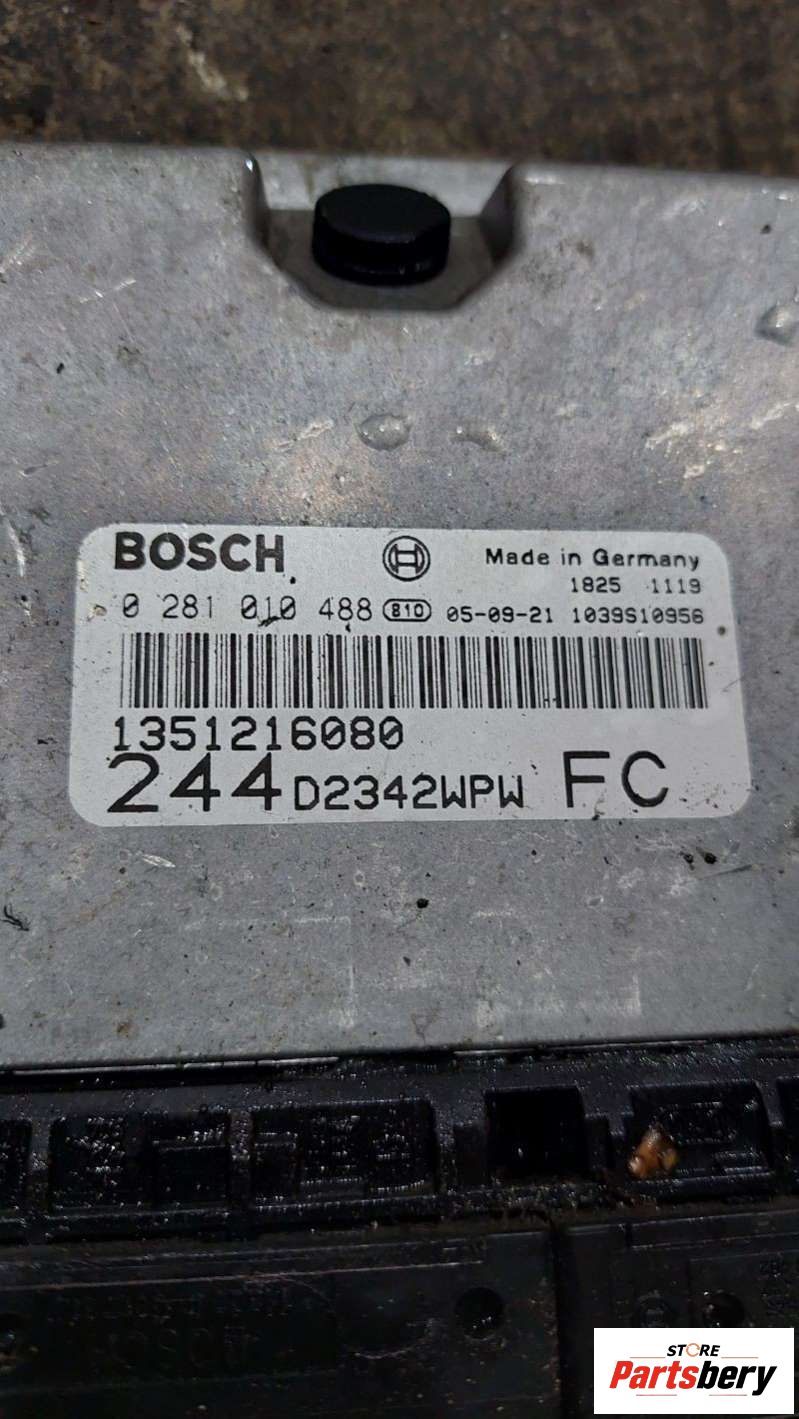 BOSCH Made in Germany
1825 1119
0 281 010 488 810 05-09-21 1039S10956
1351216080
244 D2342WPW FC
STORE
Partsbery